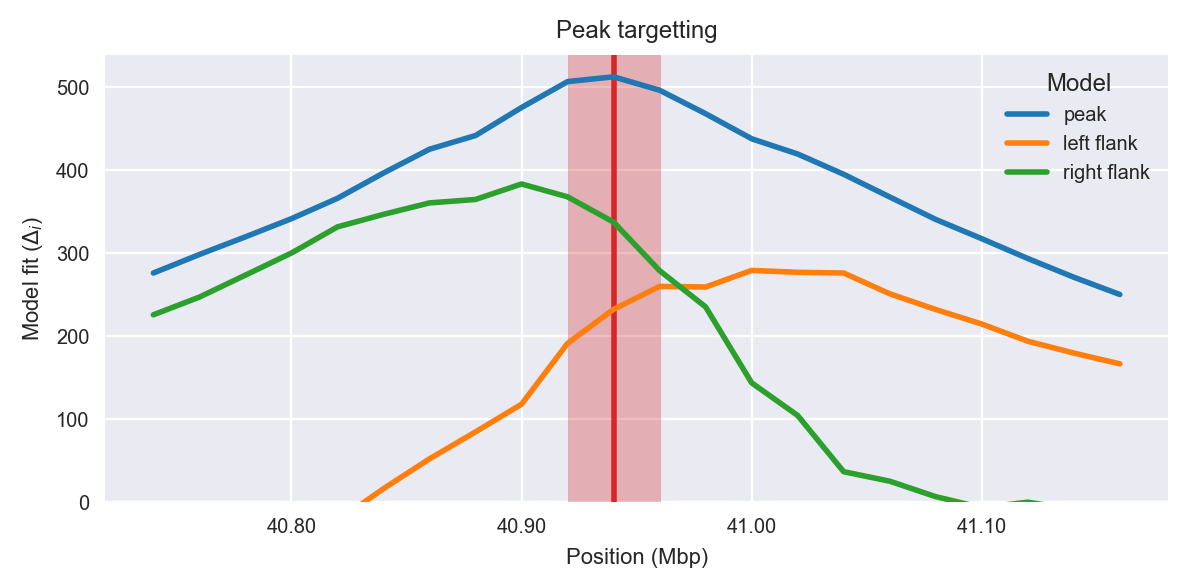 Peak targetting
Model
peak
left flank
right flank
Model fit (Δᵢ)
500
400
300
200
100
0
40.80 40.90 41.00 41.10
Position (Mbp)